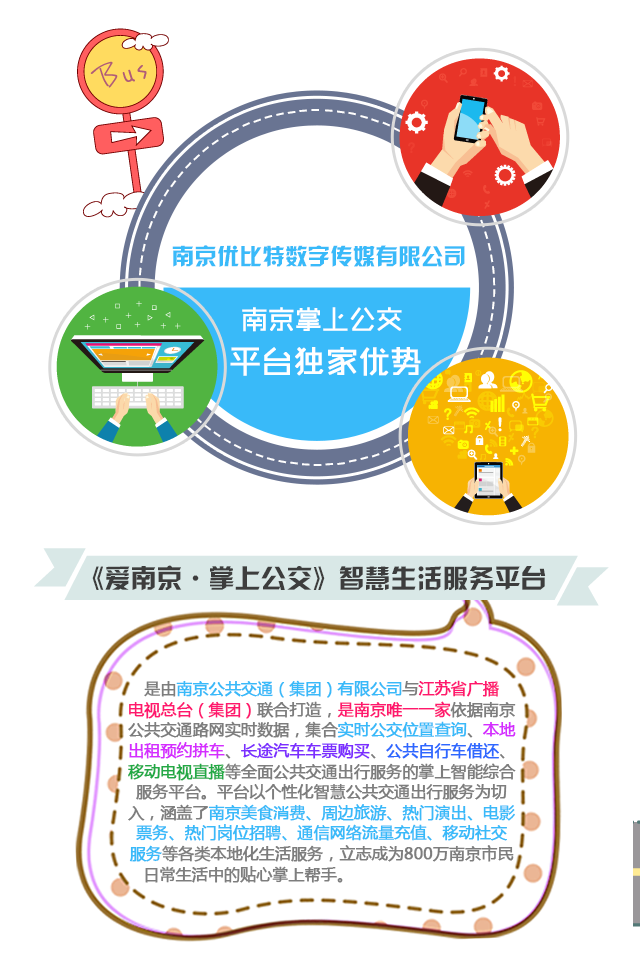 Bus
南京优比特数字传媒有限公司
南京掌上公交
平台独家优势
《爱南京·掌上公交》智慧生活服务平台
是由南京公共交通（集团）有限公司与江苏省广播
电视总台（集团）联合打造，是南京唯一一家依据南京
公共交通路网实时数据，集合实时公交位置查询、本地
出租预约拼车、长途汽车车票购买、公共自行车借还、
移动电视直播等全面公共交通出行服务的掌上智能综合
服务平台。平台以个性化智慧公共交通出行服务为切
入，涵盖了南京美食消费、周边旅游、热门演出、电影
票务、热门岗位招聘、通信网络流量充值、移动社交
服务等各类本地化生活服务，立志成为800万南京市民
日常生活中的贴心掌上帮手。